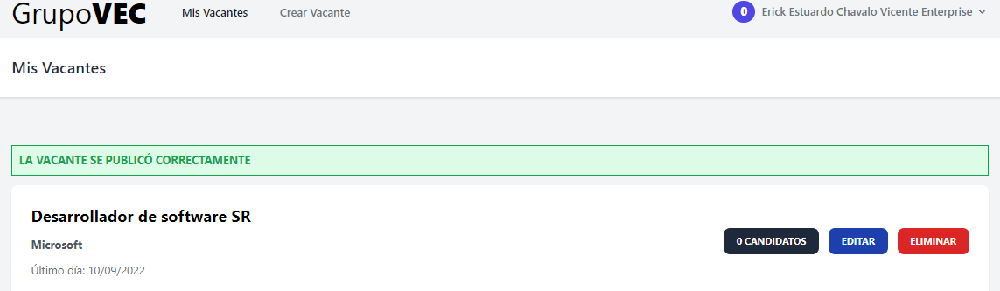 GrupoVEC
Mis Vacantes
Crear Vacante
0
Erick Estuardo Chavalo Vicente Enterprise
Mis Vacantes
LA VACANTE SE PUBLICÓ CORRECTAMENTE
Desarrollador de software SR
Microsoft
Último día: 10/09/2022
0 CANDIDATOS
EDITAR
ELIMINAR